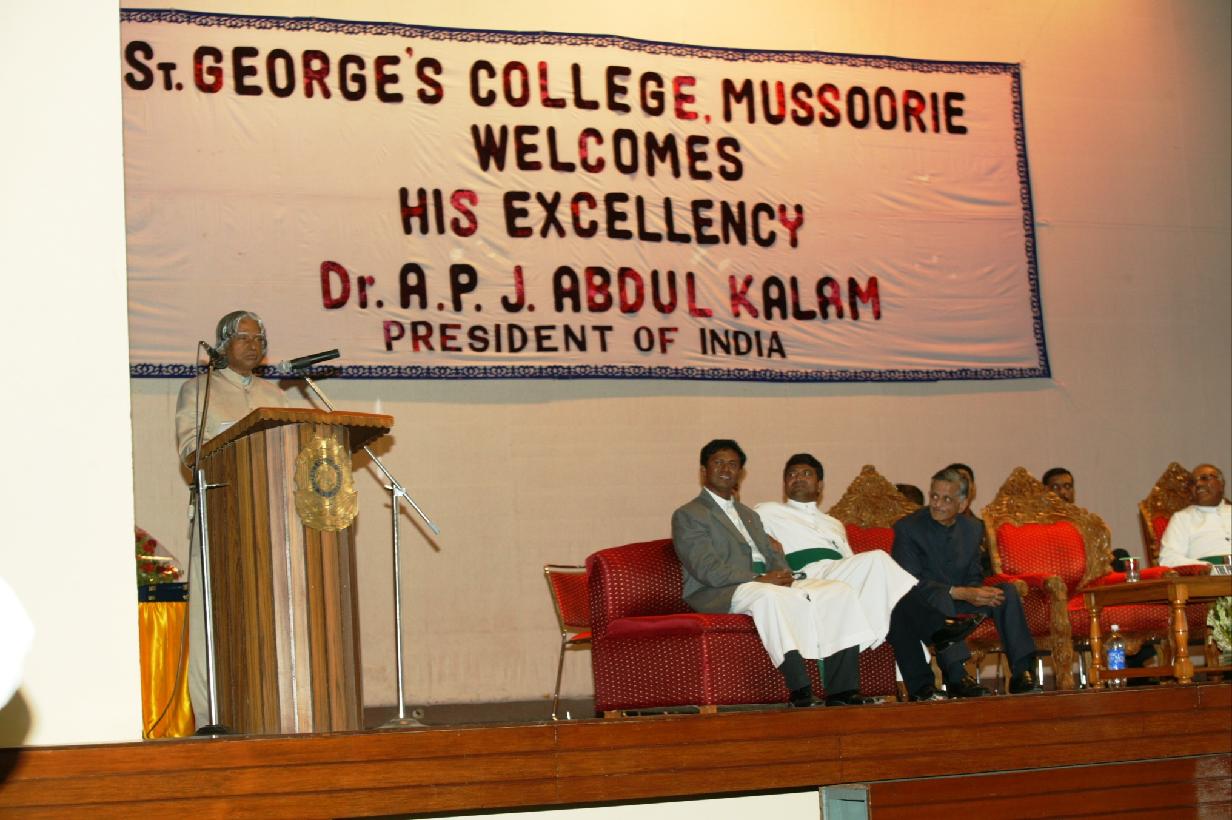 ST. GEORGE'S COLLEGE, MUSSOORIE
WELCOMES
HIS EXCELLENCY
Dr. A.P. J. ABDUL KALAM
PRESIDENT OF INDIA